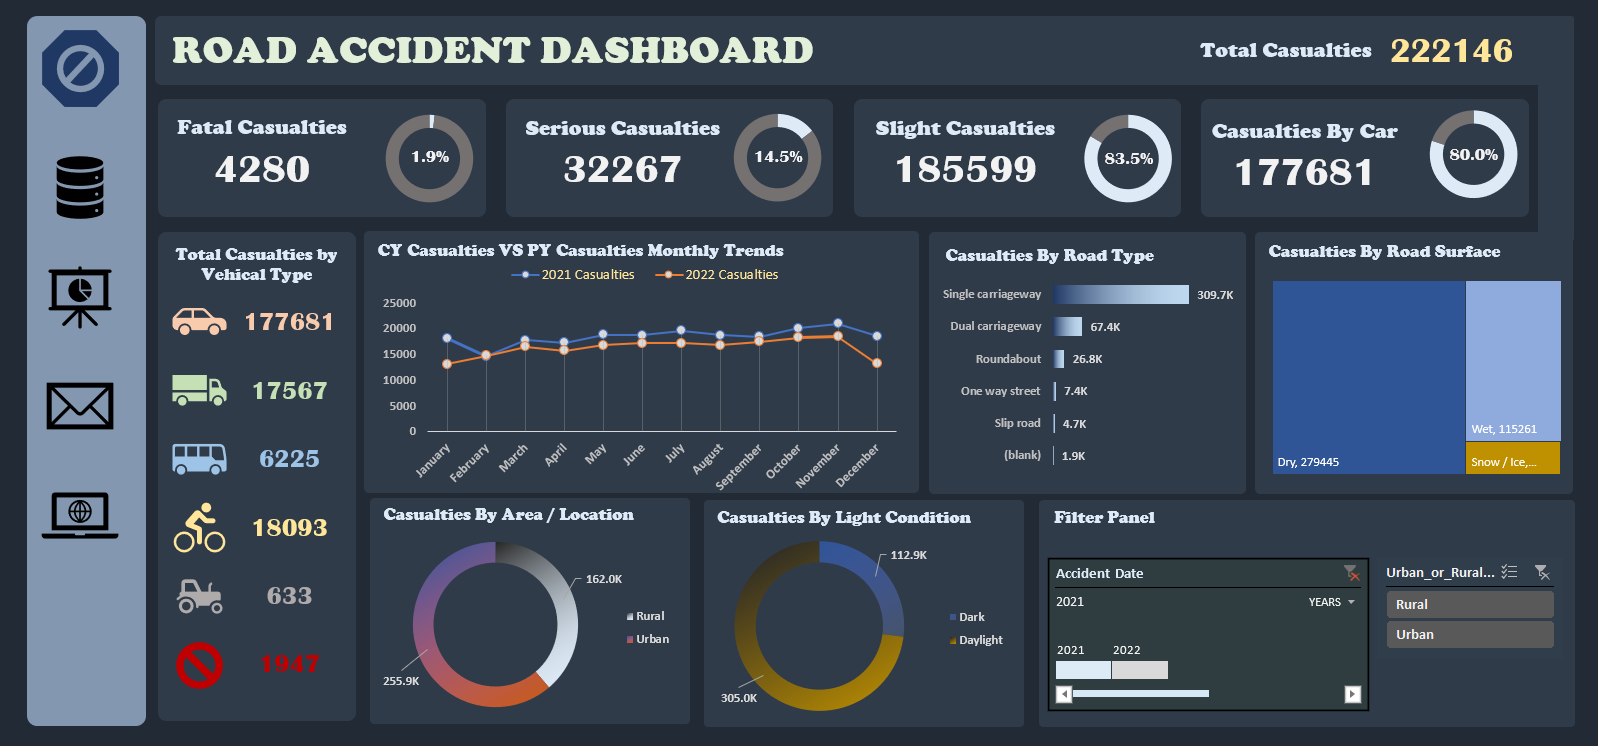 ROAD ACCIDENT DASHBOARD
Total Casualties 222146
Fatal Casualties
4280
1.9%
Serious Casualties
32267
14.5%
Slight Casualties
185599
83.5%
Casualties By Car
177681
80.0%
Total Casualties by
Vehical Type
177681
17567
6225
18093
633
1947
CY Casualties VS PY Casualties Monthly Trends
2021 Casualties
2022 Casualties
25000
20000
15000
10000
5000
0
January
February
March
April
May
June
July
August
September
October
November
December
Casualties By Road Type
Single carriageway 309.7K
Dual carriageway 67.4K
Roundabout 26.8K
One way street 7.4K
Slip road 4.7K
(blank) 1.9K
Casualties By Road Surface
Dry, 279445
Wet, 115261
Snow / Ice,...
Casualties By Area / Location
162.0K
255.9K
Rural
Urban
Casualties By Light Condition
112.9K
305.0K
Dark
Daylight
Filter Panel
Accident Date
2021
YEARS
2021 2022
Urban_or_Rural...
Rural
Urban